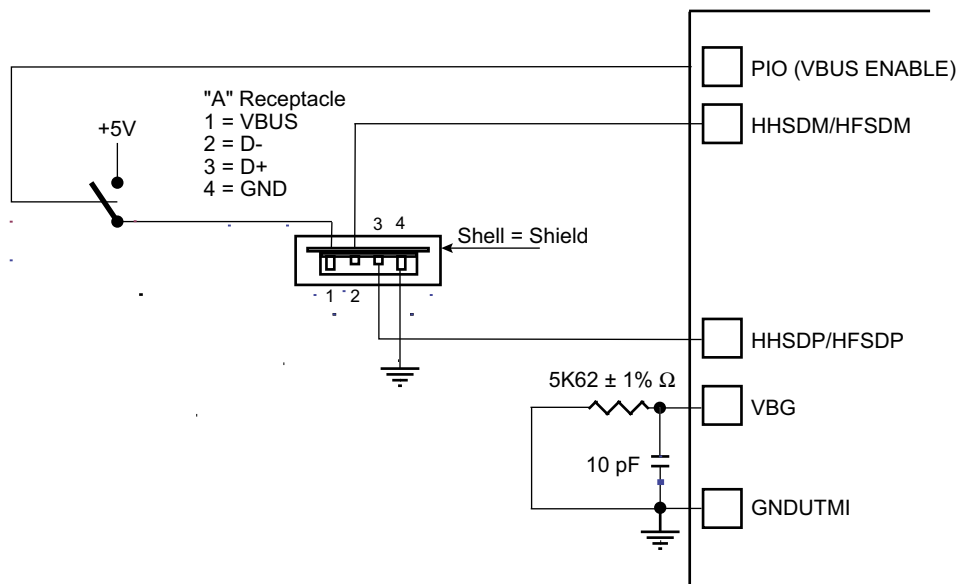 PIO (VBUS ENABLE)
"A" Receptacle
1 = VBUS
2 = D-
3 = D+
4 = GND
+5V
HHSDM/HFSDM
3 4
Shell = Shield
1 2
HHSDP/HFSDP
5K62 ± 1% Ω
VBG
10 pF
GNDUTMI